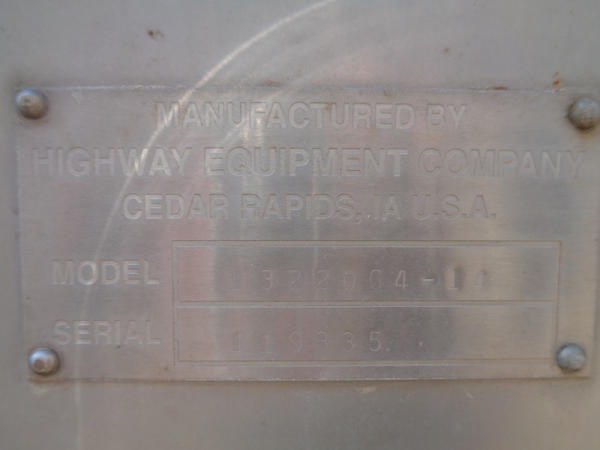 MANUFACTURED BY
HIGHWAY EQUIPMENT COMPANY
CEDAR RAPIDS, IA U.S.A.
MODEL
SERIAL